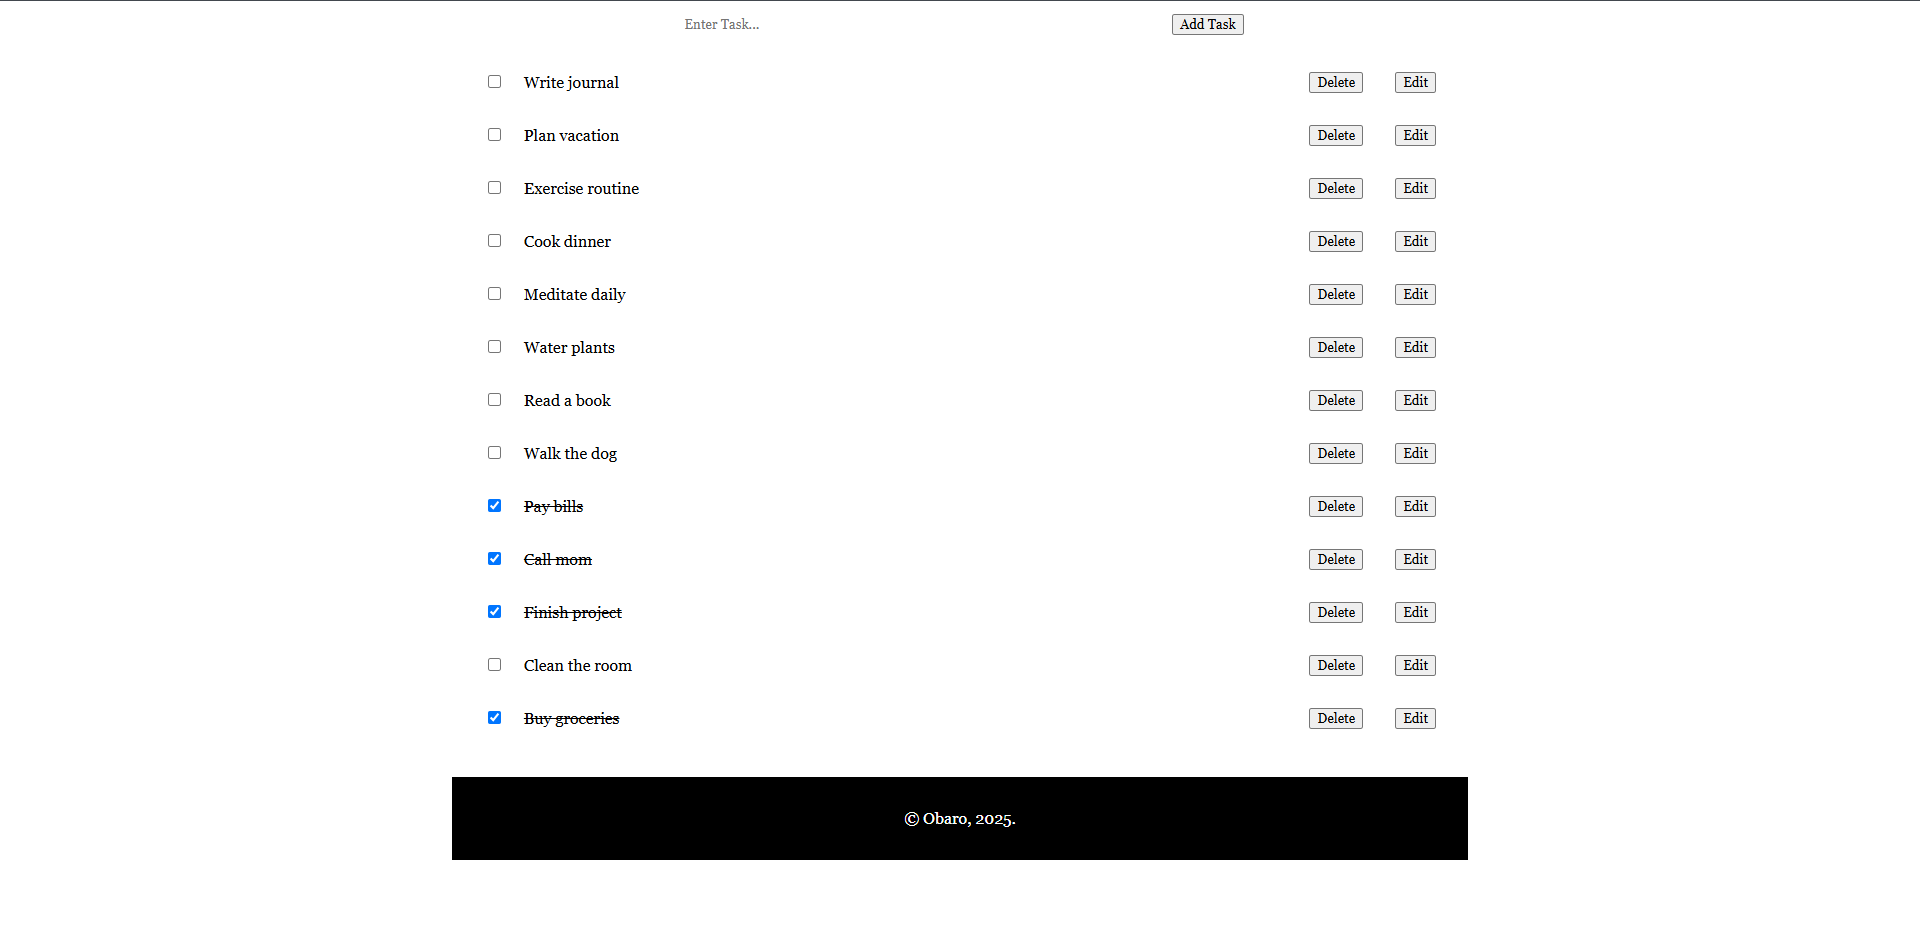 Enter Task... Add Task
Write journal Delete Edit
Plan vacation Delete Edit
Exercise routine Delete Edit
Cook dinner Delete Edit
Meditate daily Delete Edit
Water plants Delete Edit
Read a book Delete Edit
Walk the dog Delete Edit
Pay bills Delete Edit
Call mom Delete Edit
Finish project Delete Edit
Clean the room Delete Edit
Buy groceries Delete Edit
© Obaro, 2025.